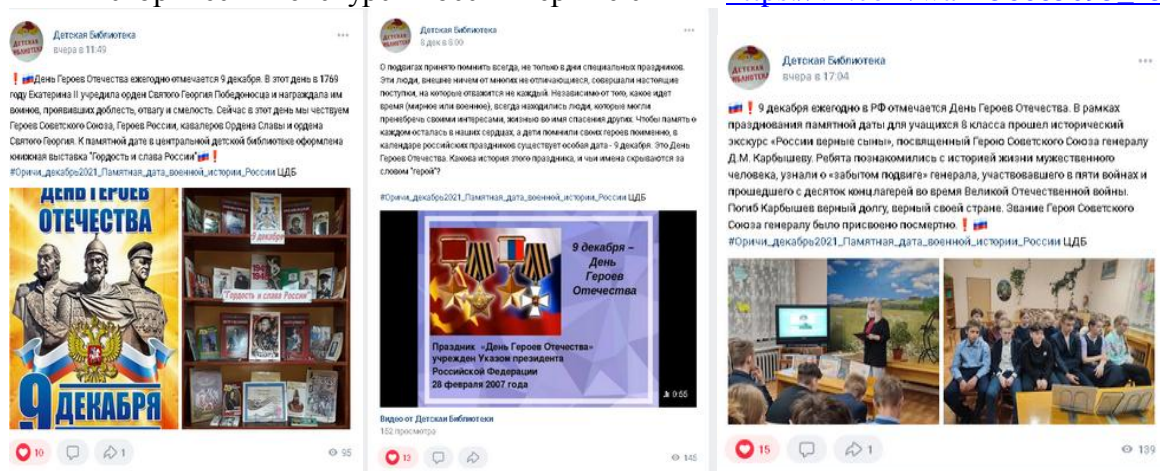 Детская Библиотека
вчера в 11:49
❗🇷🇺День Героев Отечества ежегодно отмечается 9 декабря. В этот день в 1769
году Екатерина II учредила орден Святого Георгия Победоносца и награждала им
воинов, проявивших доблесть, отвагу и смелость. Сейчас в этот день мы чествуем
Героев Советского Союза, Героев России, кавалеров Ордена Славы и ордена
Святого Георгия. К памятной дате в центральной детской библиотеке оформлена
книжная выставка "Гордость и слава России"🇷🇺❗
#Оричи_декабрь2021_Памятная_дата_военной_истории_России ЦДБ
ДЕНЬ ГЕРОЕВ
ОТЕЧЕСТВА
9 ДЕКАБРЯ
9 декабря
"Гордость и слава России"
10
1
95
Детская Библиотека
8 дек в 8:00
О подвигах принято помнить всегда, не только в дни специальных праздников.
Эти люди, внешне ничем от многих не отличающиеся, совершали настоящие
поступки, на которые отважится не каждый. Независимо от того, какое идет
время (мирное или военное), всегда находились люди, которые могли
пренебречь своими интересами, жизнью во имя спасения других. Чтобы память о
каждом осталась в наших сердцах, а дети помнили своих героев поименно, в
календаре российских праздников существует особая дата - 9 декабря. Это День
Героев Отечества. Какова история этого праздника, и чьи имена скрываются за
словом "герой"?
#Оричи_декабрь2021_Памятная_дата_военной_истории_России ЦДБ
9 декабря –
День
Героев
Отечества
Праздник «День Героев Отечества»
учрежден Указом президента
Российской Федерации
28 февраля 2007 года
0:55
Видео от Детская Библиотеки
152 просмотра
12
145
Детская Библиотека
вчера в 17:04
🇷🇺❗ 9 декабря ежегодно в РФ отмечается День Героев Отечества. В рамках
празднования памятной даты для учащихся 8 класса прошел исторический
экскурс «России верные сыны», посвященный Герою Советского Союза генералу
Д.М. Карбышеву. Ребята познакомились с историей жизни мужественного
человека, узнали о «забытом подвиге» генерала, участвовавшего в пяти войнах и
прошедшего с десяток концлагерей во время Великой Отечественной войны.
Погиб Карбышев верный долгу, верный своей стране. Звание Героя Советского
Союза генералу было присвоено посмертно.❗🇷🇺
#Оричи_декабрь2021_Памятная_дата_военной_истории_России ЦДБ
15
1
139